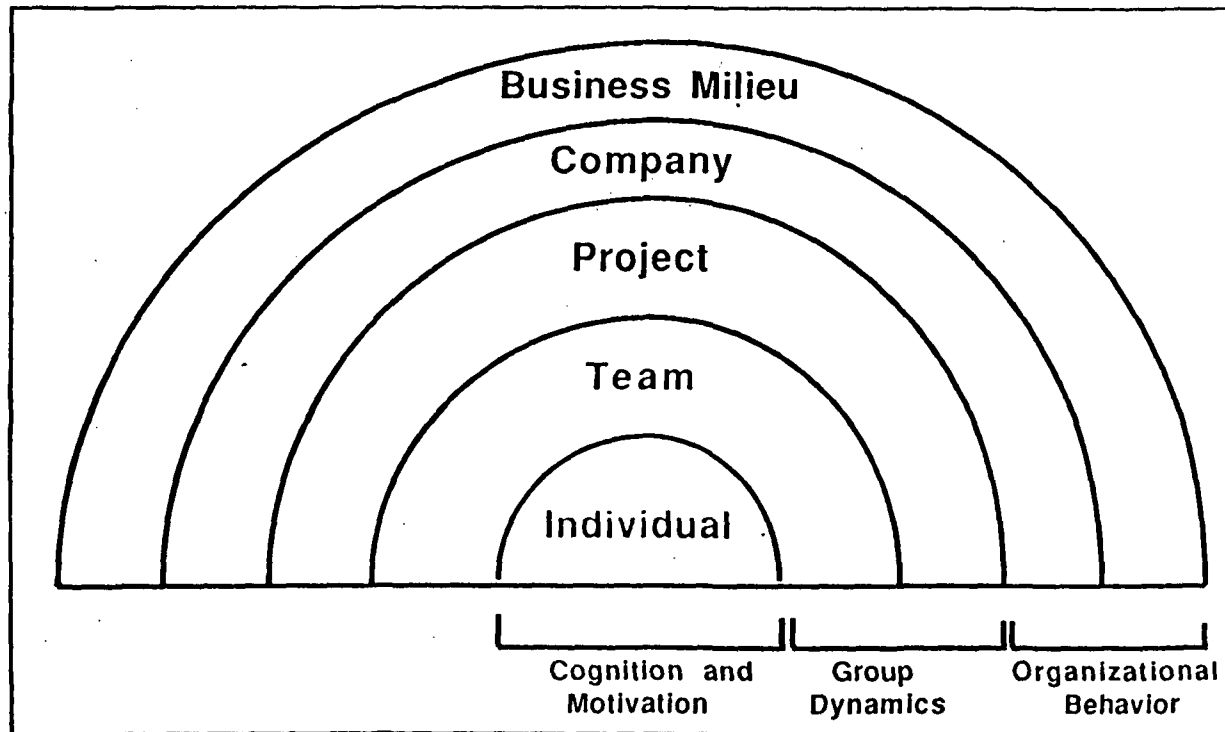 Business Milieu
Company
Project
Team
Individual
Cognition and
Motivation
Group
Dynamics
Organizational
Behavior